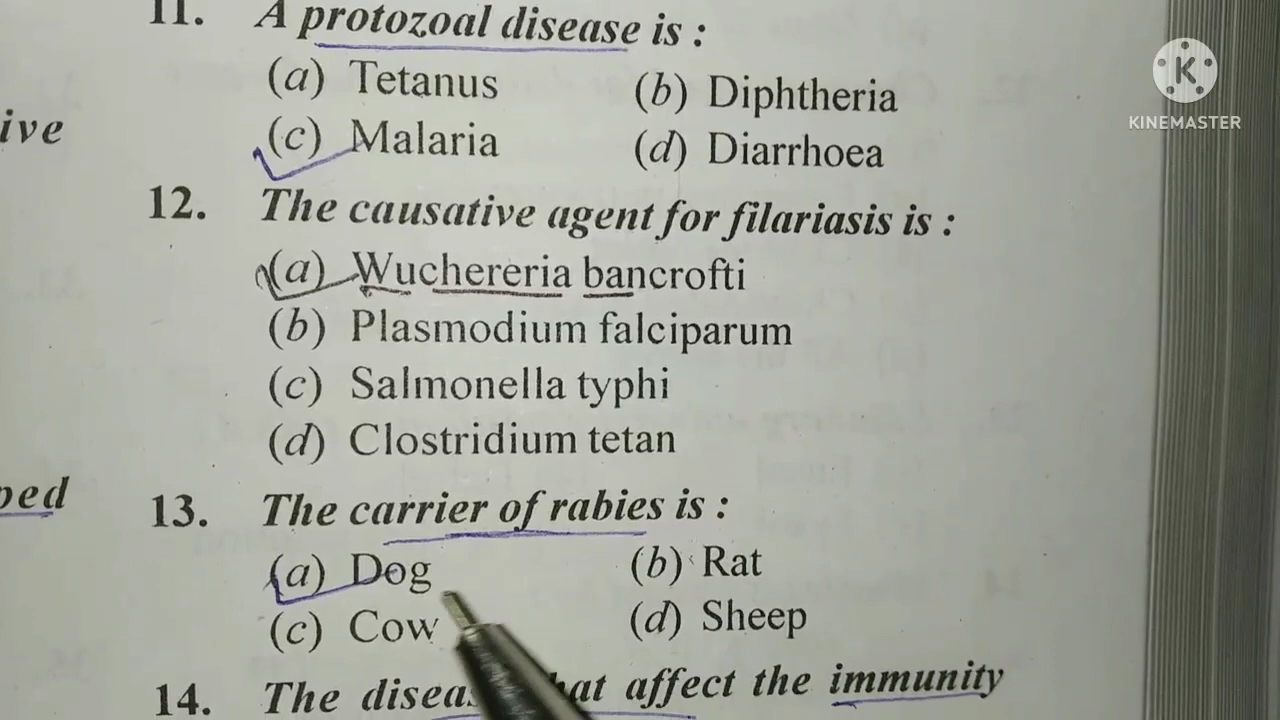 11. A protozoal disease is :
(a) Tetanus (b) Diphtheria
(c) Malaria (d) Diarrhoea
12. The causative agent for filariasis is :
(a) Wuchereria bancrofti
(b) Plasmodium falciparum
(c) Salmonella typhi
(d) Clostridium tetan
13. The carrier of rabies is :
(a) Dog (b) Rat
(c) Cow (d) Sheep
14. The affect the immunity
ive
ped
K
KINEMASTER